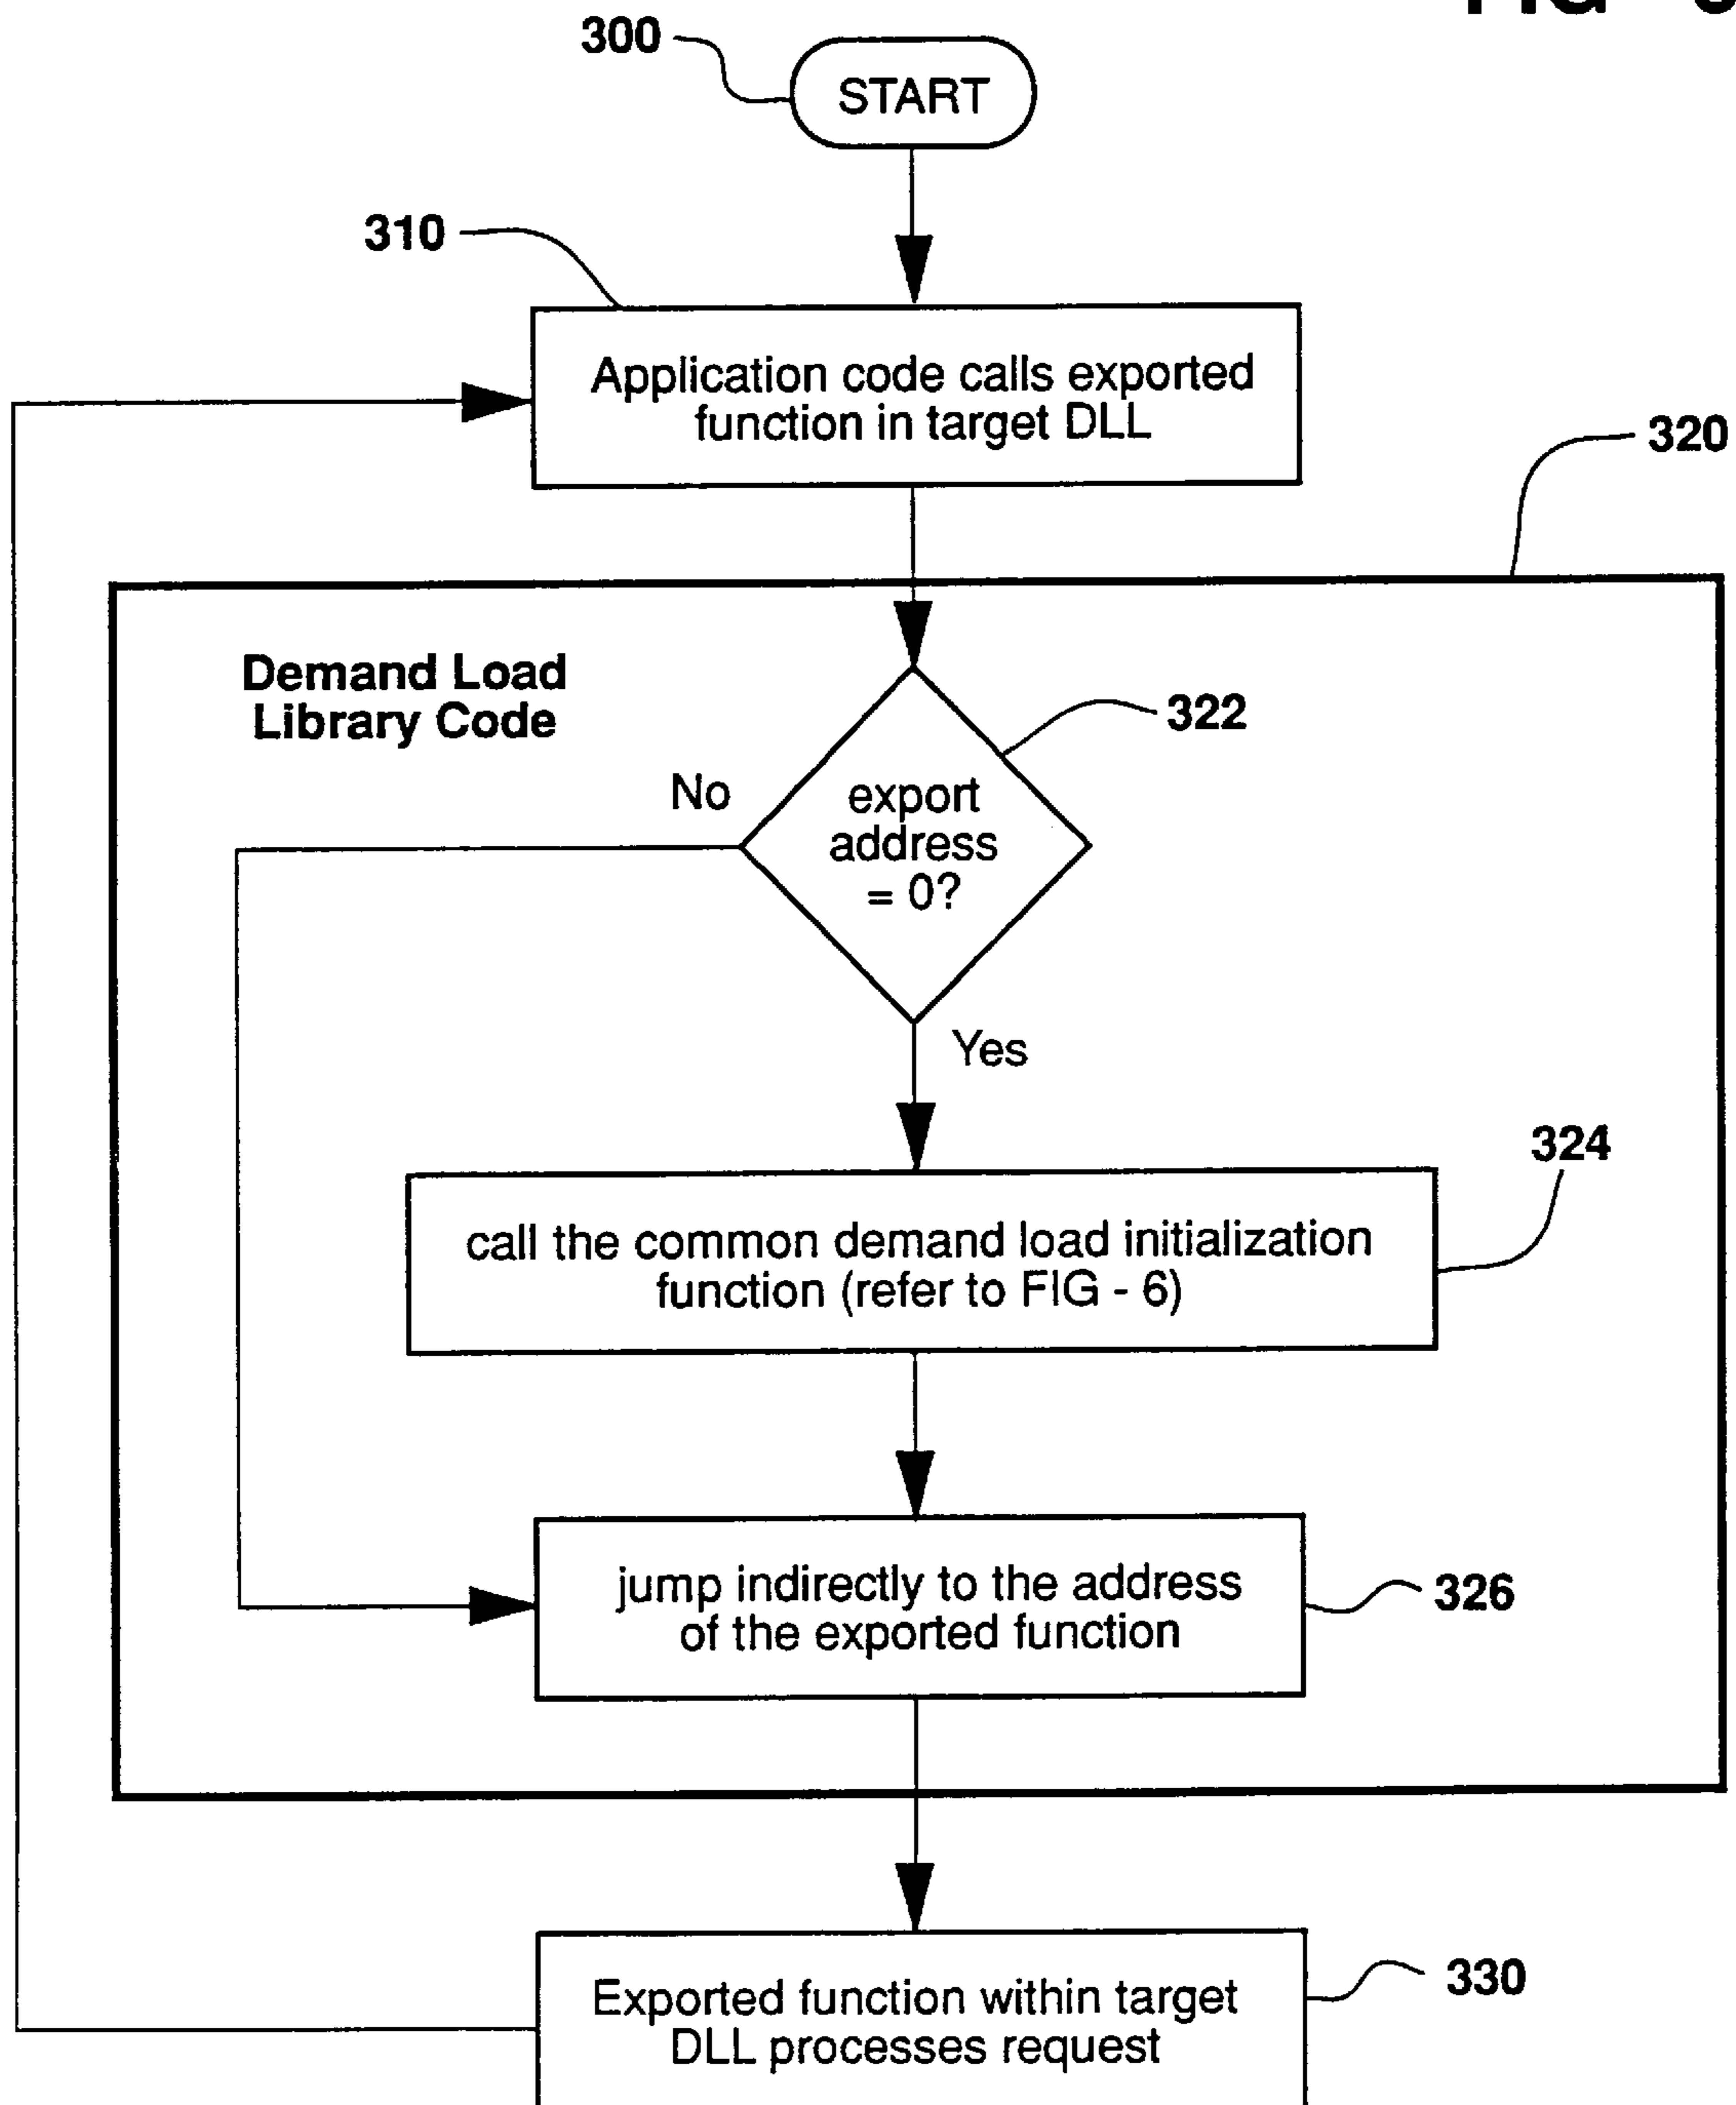 300
START
310
Application code calls exported
function in target DLL
320
Demand Load
Library Code
322
No
export
address
= 0?
Yes
324
call the common demand load initialization
function (refer to FIG - 6)
jump indirectly to the address
of the exported function
326
330
Exported function within target
DLL processes request